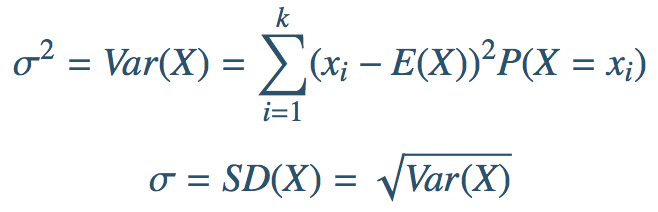 σ² = Var(X) = ∑_{i=1}^{k} (x_i − E(X))² P(X = x_i)
σ = SD(X) = √Var(X)